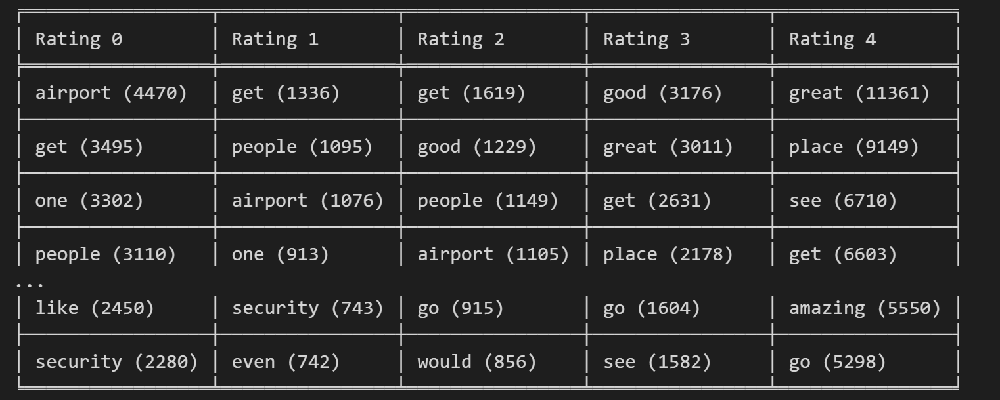 Rating 0 Rating 1 Rating 2 Rating 3 Rating 4
airport (4470) get (1336) get (1619) good (3176) great (11361)
get (3495) people (1095) good (1229) great (3011) place (9149)
one (3302) airport (1076) people (1149) get (2631) see (6710)
people (3110) one (913) airport (1105) place (2178) get (6603)
...
like (2450) security (743) go (915) go (1604) amazing (5550)
security (2280) even (742) would (856) see (1582) go (5298)